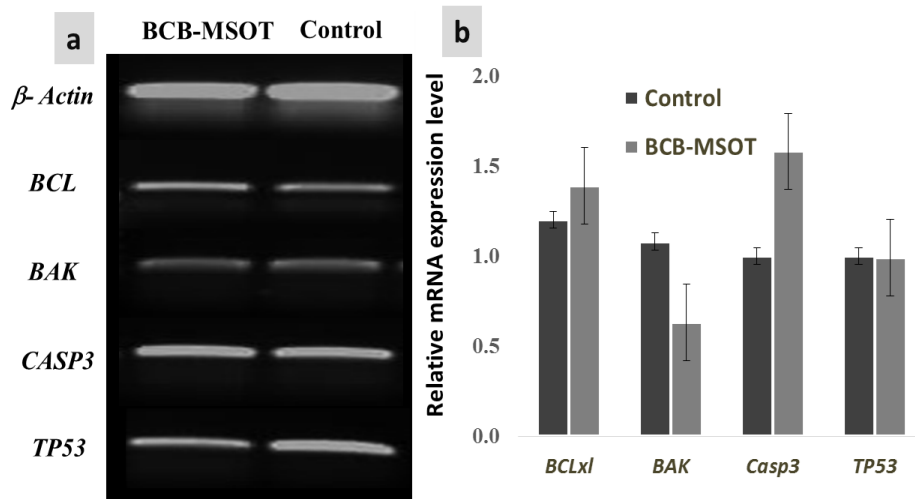 a
BCB-MSOT Control
β- Actin
BCL
BAK
CASP3
TP53
b
Relative mRNA expression level
2.0
1.5
1.0
0.5
0.0
Control
BCB-MSOT
BCLxl BAK Casp3 TP53